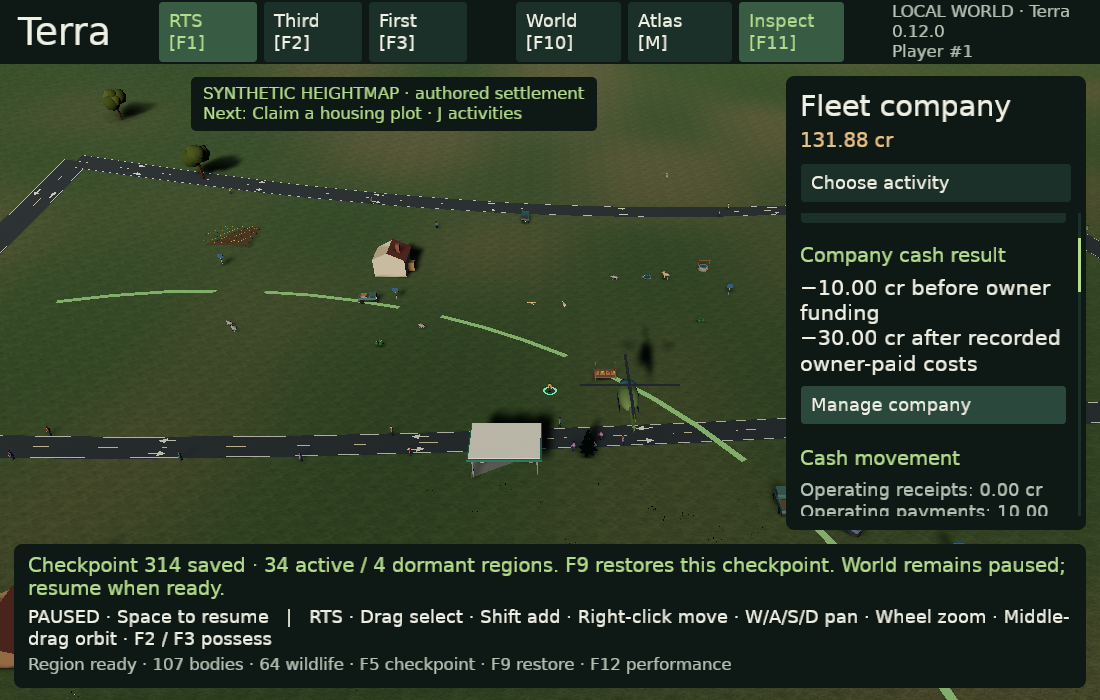 Terra
RTS
[F1]
Third
[F2]
First
[F3]
World
[F10]
Atlas
[M]
Inspect
[F11]
LOCAL WORLD · Terra
0.12.0
Player #1
SYNTHETIC HEIGHTMAP · authored settlement
Next: Claim a housing plot · J activities
Fleet company
131.88 cr
Choose activity
Company cash result
−10.00 cr before owner
funding
−30.00 cr after recorded
owner-paid costs
Manage company
Cash movement
Operating receipts: 0.00 cr
Operating payments: 10.00
Checkpoint 314 saved · 34 active / 4 dormant regions. F9 restores this checkpoint. World remains paused;
resume when ready.
PAUSED · Space to resume | RTS · Drag select · Shift add · Right-click move · W/A/S/D pan · Wheel zoom · Middle-
drag orbit · F2 / F3 possess
Region ready · 107 bodies · 64 wildlife · F5 checkpoint · F9 restore · F12 performance